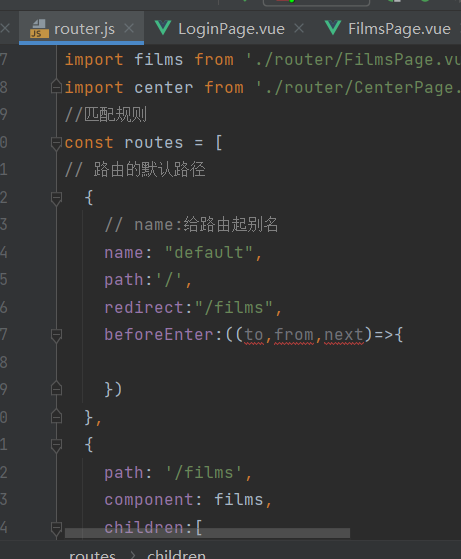 router.js LoginPage.vue FilmsPage.vue
7 import films from './router/FilmsPage.vu
8 import center from './router/CenterPage.
9 //匹配规则
0 const routes = [
1 // 路由的默认路径
2 {
3 // name:给路由起别名
4 name: "default",
5 path:'/',
6 redirect:"/films",
7 beforeEnter:((to,from,next)=>{
8
9 })
0 },
1 {
2 path: '/films',
3 component: films,
4 children:[
routes children